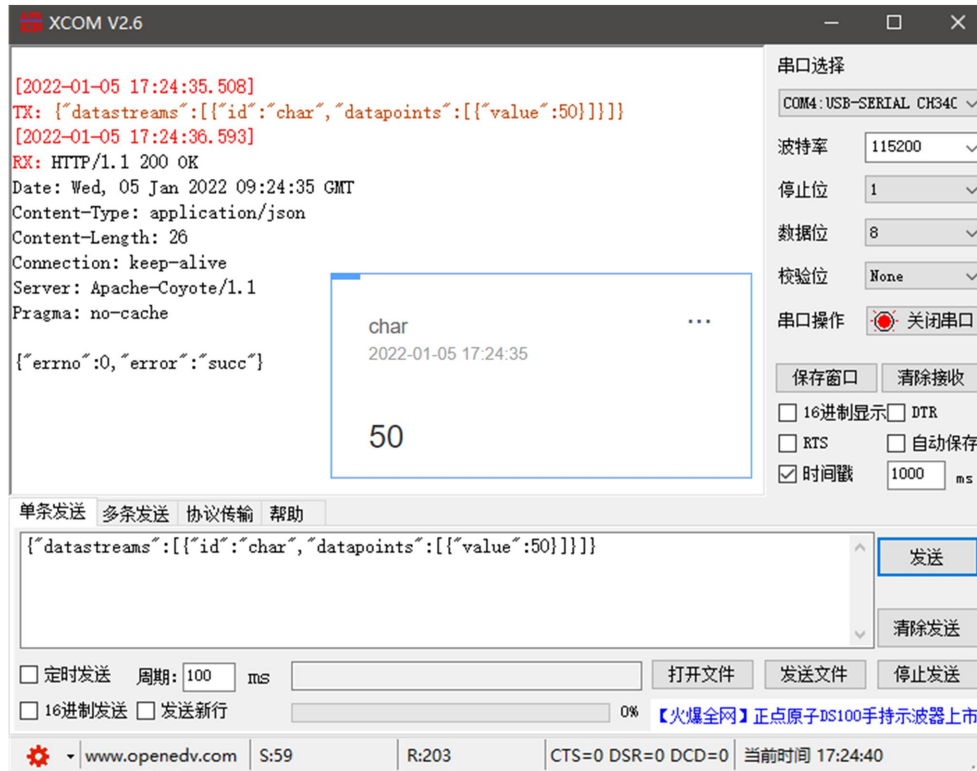 XCOM V2.6
[2022-01-05 17:24:35.508]
TX: {"datastreams":[{"id":"char","datapoints":[{"value":50}]}]}
[2022-01-05 17:24:36.593]
RX: HTTP/1.1 200 OK
Date: Wed, 05 Jan 2022 09:24:35 GMT
Content-Type: application/json
Content-Length: 26
Connection: keep-alive
Server: Apache-Coyote/1.1
Pragma: no-cache
{"errno":0,"error":"succ"}
char
...
2022-01-05 17:24:35
50
串口选择
COM4:USB-SERIAL CH340
波特率 115200
停止位 1
数据位 8
校验位 None
串口操作 关闭串口
保存窗口 清除接收
16进制显示 DTR
RTS 自动保存
时间戳 1000 ms
单条发送 多条发送 协议传输 帮助
{"datastreams":[{"id":"char","datapoints":[{"value":50}]}]}
发送
清除发送
定时发送 周期: 100 ms 打开文件 发送文件 停止发送
16进制发送 发送新行 0% 【火爆全网】正点原子DS100手持示波器上市
www.openedv.com S:59 R:203 CTS=0 DSR=0 DCD=0 当前时间 17:24:40